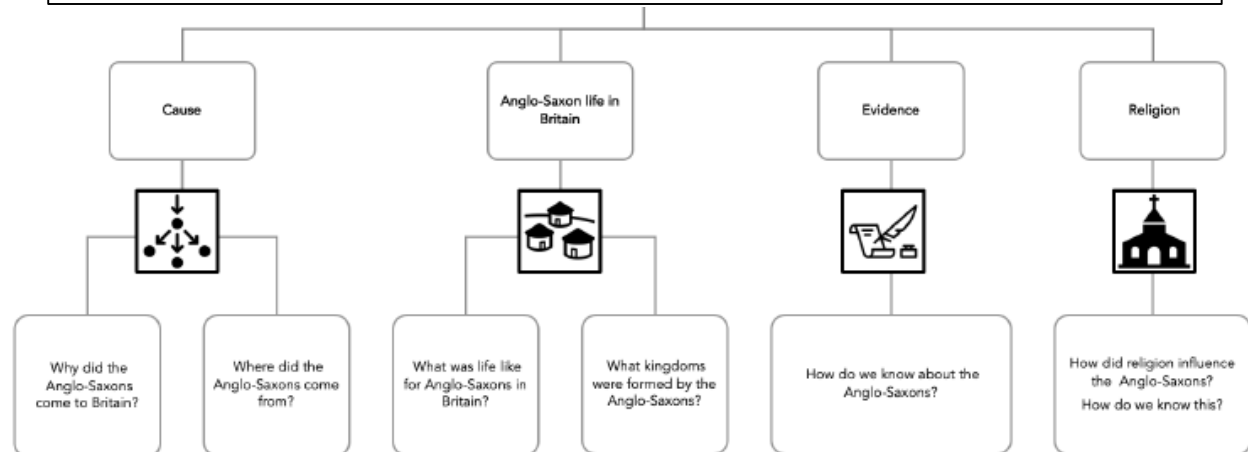 Cause
Anglo-Saxon life in
Britain
Evidence
Religion
Why did the
Anglo-Saxons
come to Britain?
Where did the
Anglo-Saxons come
from?
What was life like
for Anglo-Saxons in
Britain?
What kingdoms
were formed by the
Anglo-Saxons?
How do we know about the
Anglo-Saxons?
How did religion influence
the Anglo-Saxons?
How do we know this?